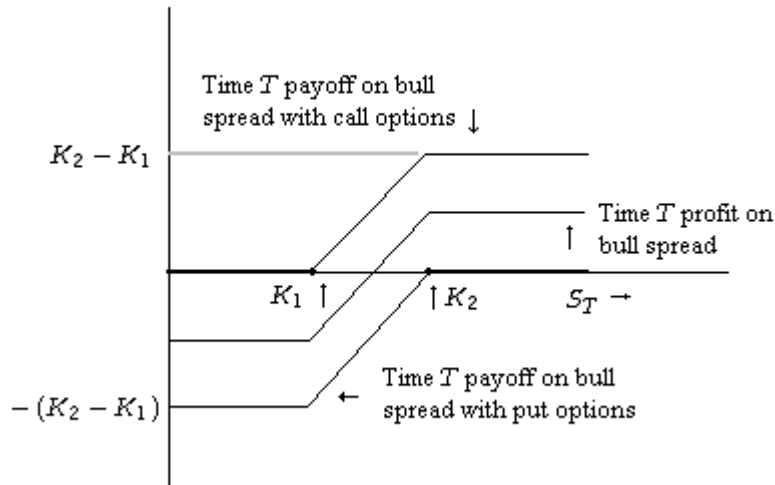 Time T payoff on bull
spread with call options ↓
K₂ − K₁
Time T profit on
↑ bull spread
K₁ ↑
↑ K₂
S_T →
Time T payoff on bull
← spread with put options
− (K₂ − K₁)